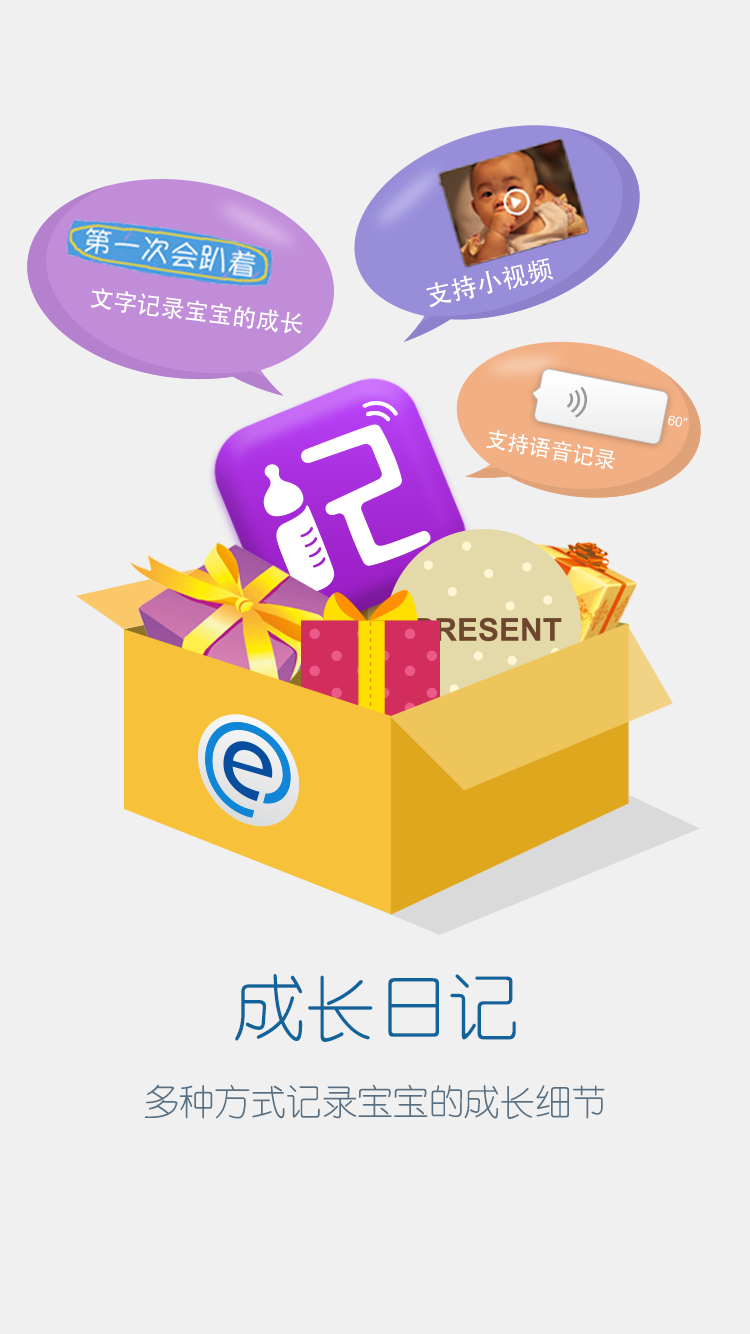 第一次会趴着
文字记录宝宝的成长
支持小视频
60"
支持语音记录
记
PRESENT
e
成长日记
多种方式记录宝宝的成长细节